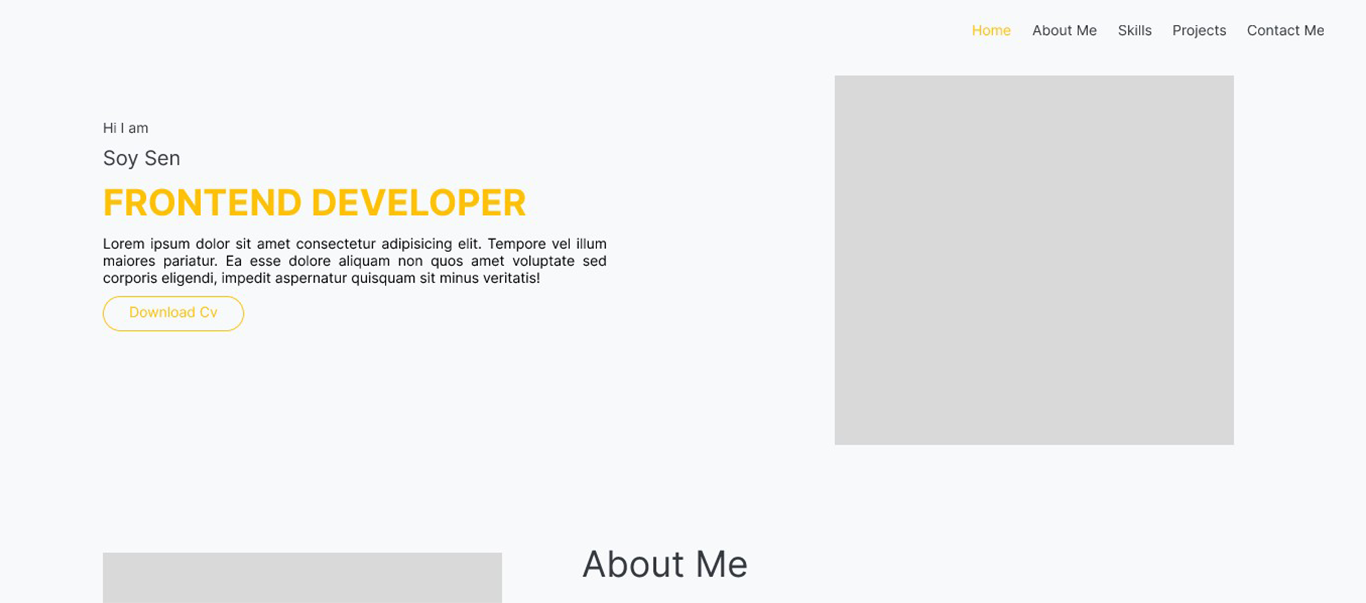 Home About Me Skills Projects Contact Me
Hi I am
Soy Sen
FRONTEND DEVELOPER
Lorem ipsum dolor sit amet consectetur adipisicing elit. Tempore vel illum
maiores pariatur. Ea esse dolore aliquam non quos amet voluptate sed
corporis eligendi, impedit aspernatur quisquam sit minus veritatis!
Download Cv
About Me